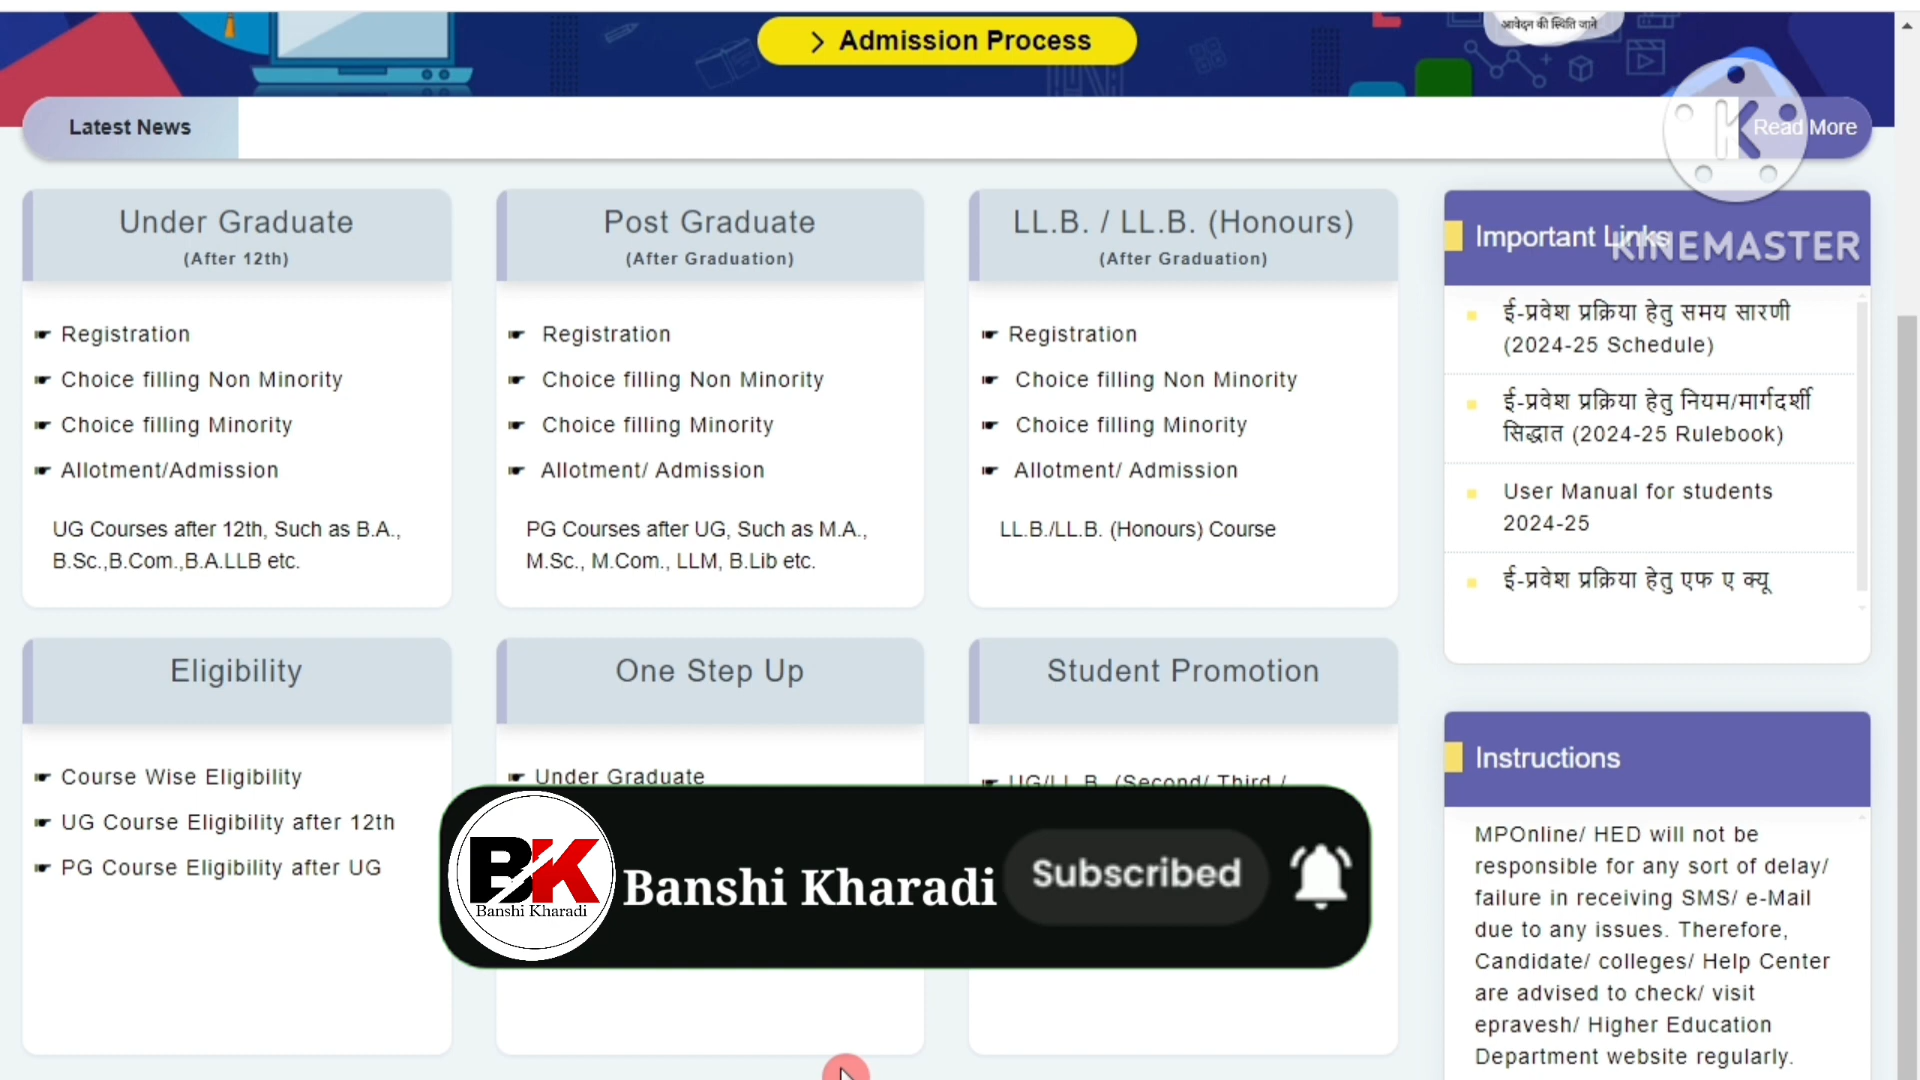 आवेदन की स्थिति जाने
Admission Process
Latest News
Read More
Under Graduate
(After 12th)
Registration
Choice filling Non Minority
Choice filling Minority
Allotment/Admission
UG Courses after 12th, Such as B.A.,
B.Sc.,B.Com.,B.A.LLB etc.
Post Graduate
(After Graduation)
Registration
Choice filling Non Minority
Choice filling Minority
Allotment/ Admission
PG Courses after UG, Such as M.A.,
M.Sc., M.Com., LLM, B.Lib etc.
LL.B. / LL.B. (Honours)
(After Graduation)
Registration
Choice filling Non Minority
Choice filling Minority
Allotment/ Admission
LL.B./LL.B. (Honours) Course
Important Links
KINEMASTER
ई-प्रवेश प्रक्रिया हेतु समय सारणी
(2024-25 Schedule)
ई-प्रवेश प्रक्रिया हेतु नियम/मार्गदर्शी
सिद्धात (2024-25 Rulebook)
User Manual for students
2024-25
ई-प्रवेश प्रक्रिया हेतु एफ ए क्यू
Eligibility
Course Wise Eligibility
UG Course Eligibility after 12th
PG Course Eligibility after UG
One Step Up
Under Graduate
Student Promotion
UG/LL.B. (Second/ Third /
BK
Banshi Kharadi
Banshi Kharadi
Subscribed
Instructions
MPOnline/ HED will not be
responsible for any sort of delay/
failure in receiving SMS/ e-Mail
due to any issues. Therefore,
Candidate/ colleges/ Help Center
are advised to check/ visit
epravesh/ Higher Education
Department website regularly.